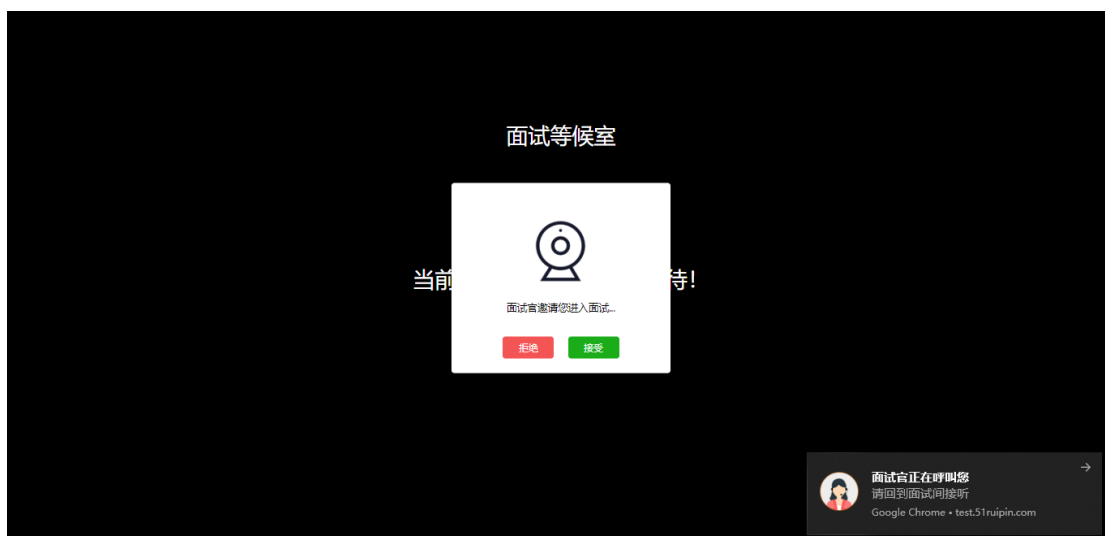 面试等候室
当前
待!
面试官邀请您进入面试...
拒绝
接受
面试官正在呼叫您
请回到面试间接听
Google Chrome • test.51ruipin.com